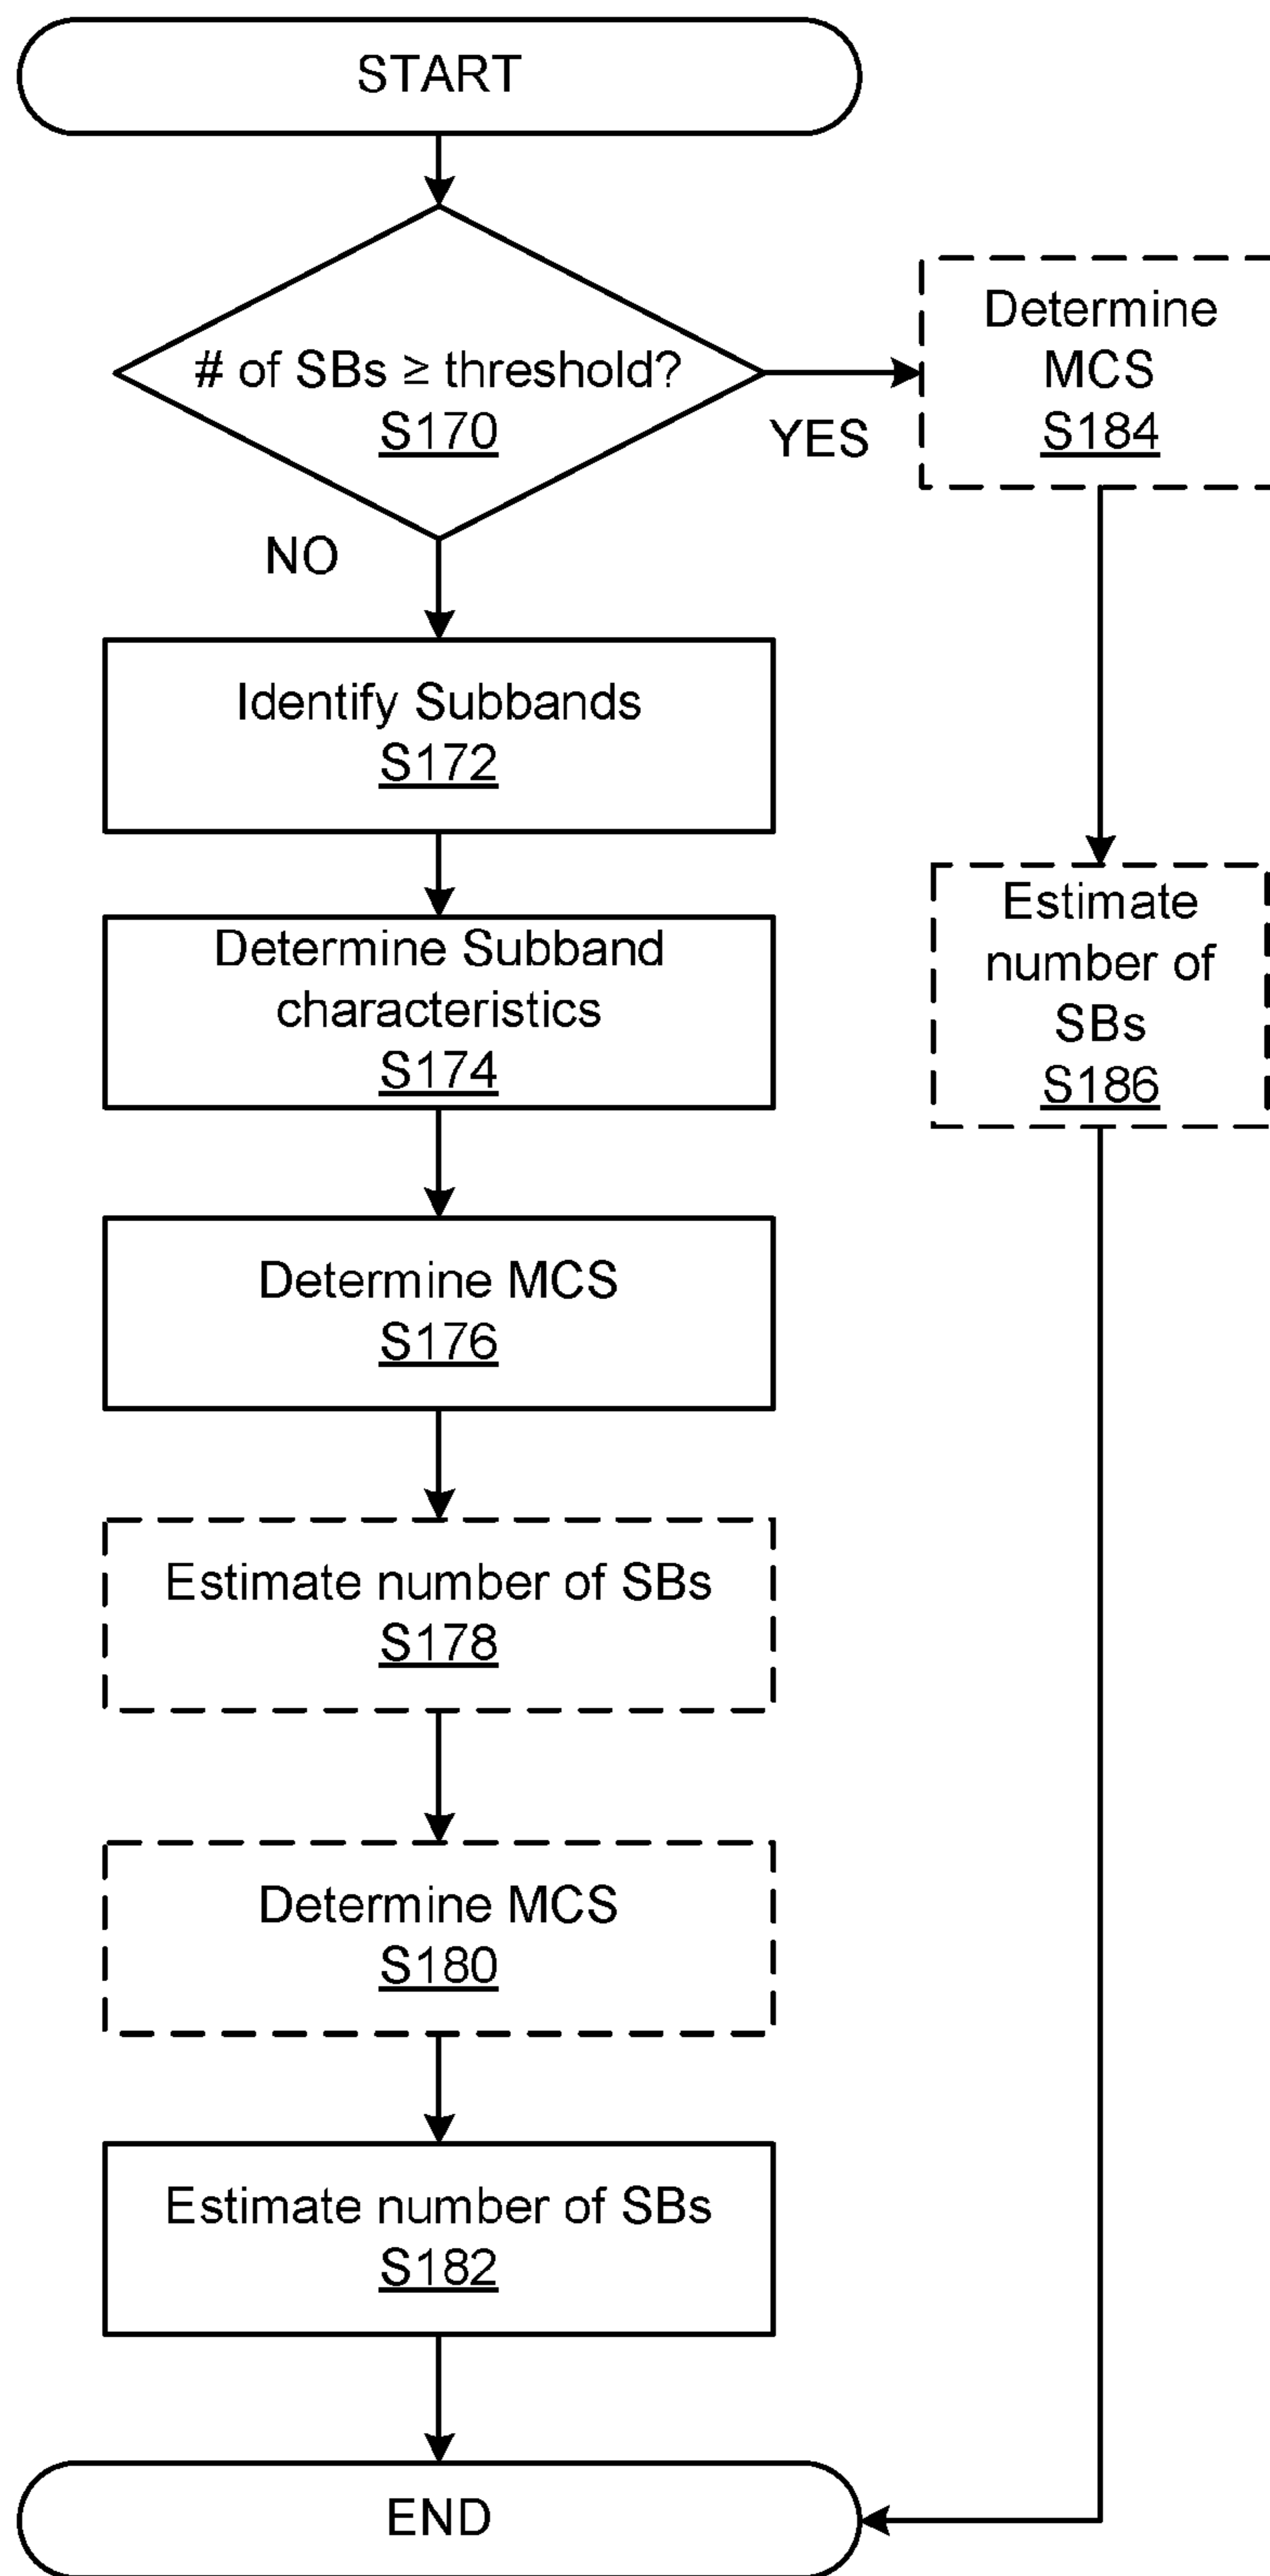 START
# of SBs ≥ threshold?
S170
YES
NO
Determine
MCS
S184
Identify Subbands
S172
Determine Subband
characteristics
S174
Estimate
number of
SBs
S186
Determine MCS
S176
Estimate number of SBs
S178
Determine MCS
S180
Estimate number of SBs
S182
END